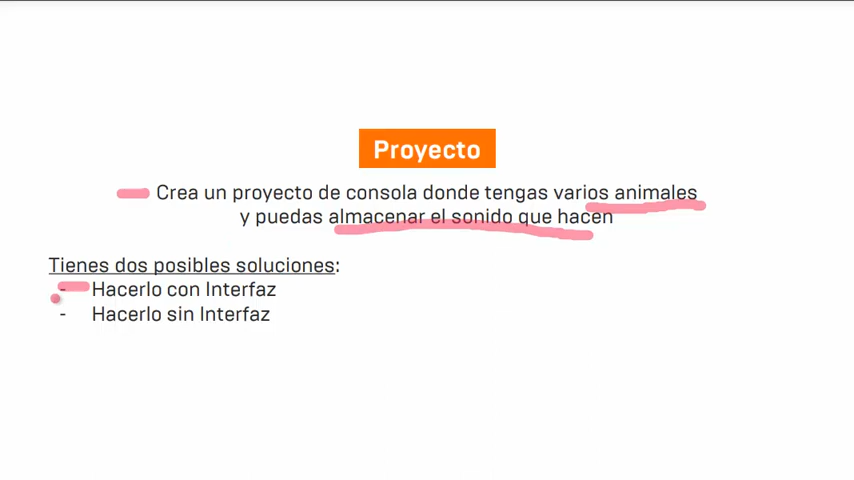 Proyecto
Crea un proyecto de consola donde tengas varios animales
y puedas almacenar el sonido que hacen
Tienes dos posibles soluciones:
- Hacerlo con Interfaz
- Hacerlo sin Interfaz